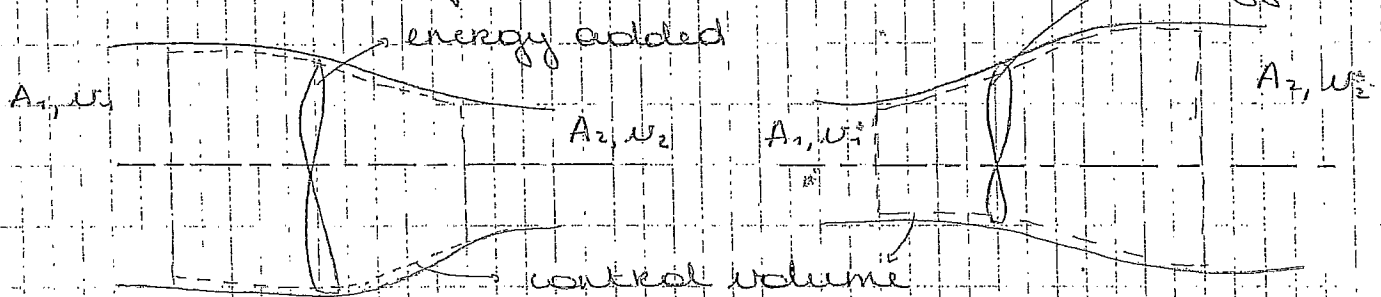 energy added
A₁, v₁
A₂, v₂
A₁, v₁
A₂, v₂
control volume